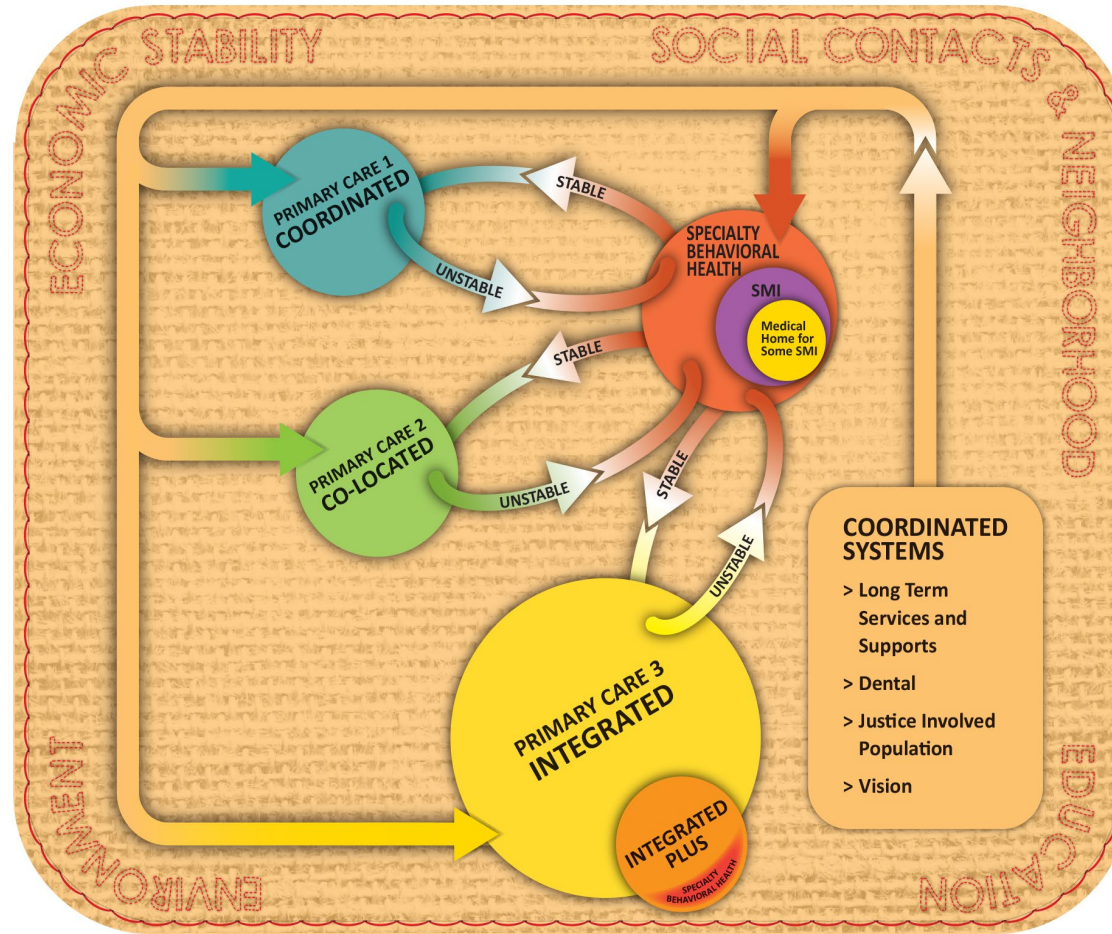 ECONOMIC STABILITY
SOCIAL CONTACTS & NEIGHBORHOOD
PRIMARY CARE 1
COORDINATED
STABLE
UNSTABLE
SPECIALTY
BEHAVIORAL
HEALTH
SMI
Medical
Home for
Some SMI
STABLE
PRIMARY CARE 2
CO-LOCATED
UNSTABLE
STABLE
UNSTABLE
COORDINATED
SYSTEMS
> Long Term
Services and
Supports
> Dental
> Justice Involved
Population
> Vision
PRIMARY CARE 3
INTEGRATED
INTEGRATED
PLUS
SPECIALTY
BEHAVIORAL HEALTH
ENVIRONMENT
EDUCATION